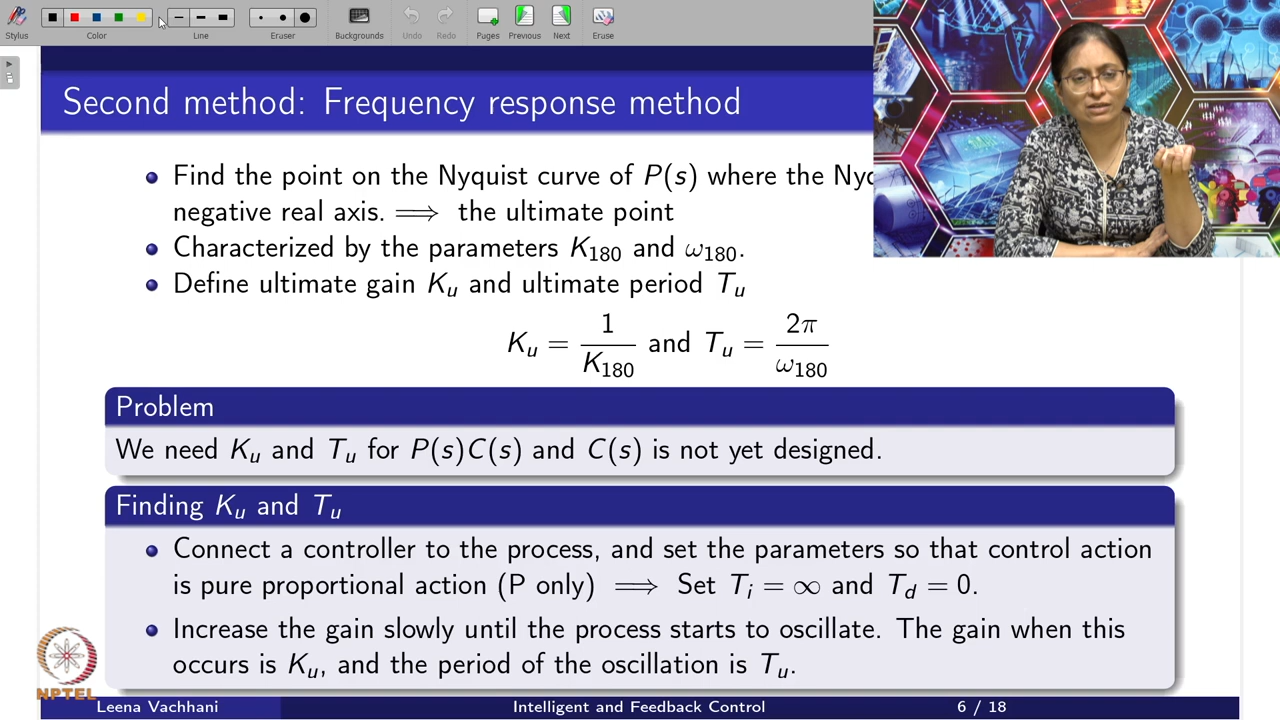 Stylus
Color
Line
Eraser
Backgrounds
Undo
Redo
Pages
Previous
Next
Erase
Second method: Frequency response method
Find the point on the Nyquist curve of P(s) where the Nyq
negative real axis. ⟹ the ultimate point
Characterized by the parameters K₁₈₀ and ω₁₈₀.
Define ultimate gain Kᵤ and ultimate period Tᵤ
Kᵤ = 1/K₁₈₀ and Tᵤ = 2π/ω₁₈₀
Problem
We need Kᵤ and Tᵤ for P(s)C(s) and C(s) is not yet designed.
Finding Kᵤ and Tᵤ
Connect a controller to the process, and set the parameters so that control action
is pure proportional action (P only) ⟹ Set Tᵢ = ∞ and T_d = 0.
Increase the gain slowly until the process starts to oscillate. The gain when this
occurs is Kᵤ, and the period of the oscillation is Tᵤ.
NPTEL
Leena Vachhani Intelligent and Feedback Control 6 / 18